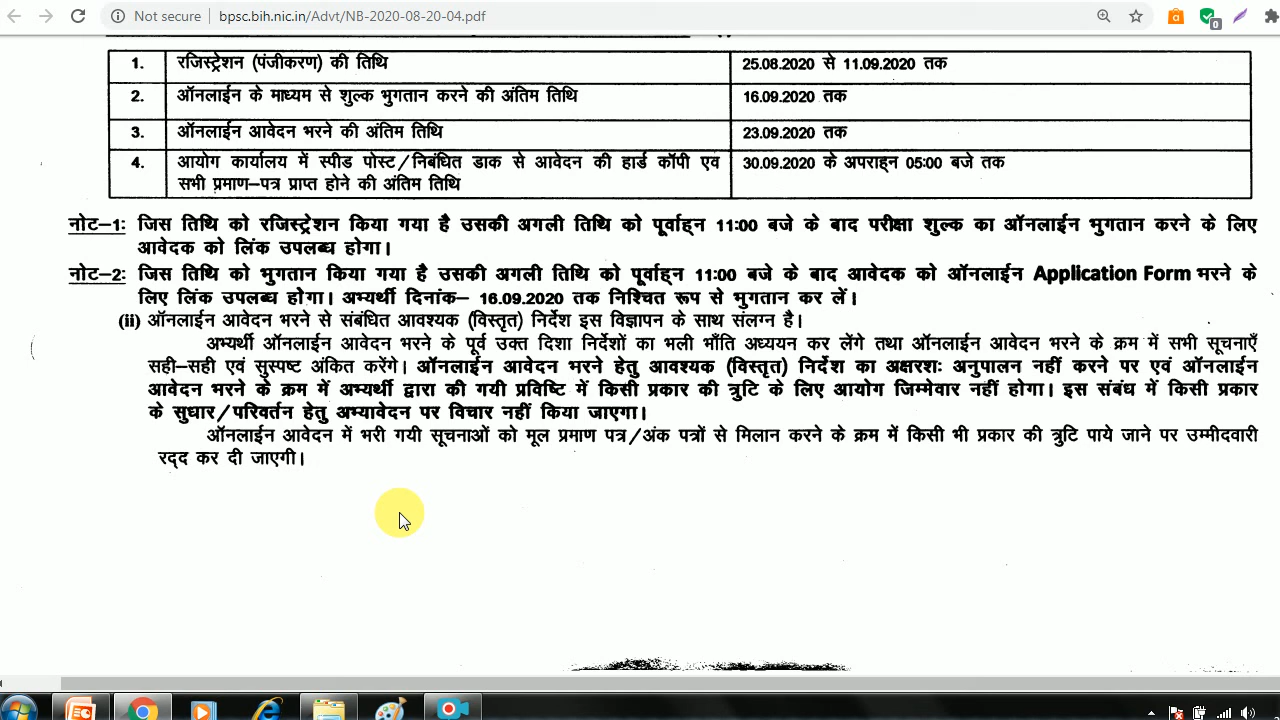 Not secure | bpsc.bih.nic.in/Advt/NB-2020-08-20-04.pdf
1. रजिस्ट्रेशन (पंजीकरण) की तिथि 25.08.2020 से 11.09.2020 तक
2. ऑनलाईन के माध्यम से शुल्क भुगतान करने की अंतिम तिथि 16.09.2020 तक
3. ऑनलाईन आवेदन भरने की अंतिम तिथि 23.09.2020 तक
4. आयोग कार्यालय में स्पीड पोस्ट/निबंधित डाक से आवेदन की हार्ड कॉपी एवं 30.09.2020 के अपराह्न 05:00 बजे तक
सभी प्रमाण–पत्र प्राप्त होने की अंतिम तिथि
नोट–1: जिस तिथि को रजिस्ट्रेशन किया गया है उसकी अगली तिथि को पूर्वाह्न 11:00 बजे के बाद परीक्षा शुल्क का ऑनलाईन भुगतान करने के लिए
आवेदक को लिंक उपलब्ध होगा।
नोट–2: जिस तिथि को भुगतान किया गया है उसकी अगली तिथि को पूर्वाह्न 11:00 बजे के बाद आवेदक को ऑनलाईन Application Form भरने के
लिए लिंक उपलब्ध होगा। अभ्यर्थी दिनांक– 16.09.2020 तक निश्चित रूप से भुगतान कर लें।
(ii) ऑनलाईन आवेदन भरने से संबंधित आवश्यक (विस्तृत) निर्देश इस विज्ञापन के साथ संलग्न है।
अभ्यर्थी ऑनलाईन आवेदन भरने के पूर्व उक्त दिशा निर्देशों का भली भाँति अध्ययन कर लेंगे तथा ऑनलाईन आवेदन भरने के क्रम में सभी सूचनाएँ
सही–सही एवं सुस्पष्ट अंकित करेंगे। ऑनलाईन आवेदन भरने हेतु आवश्यक (विस्तृत) निर्देश का अक्षरशः अनुपालन नहीं करने पर एवं ऑनलाईन
आवेदन भरने के क्रम में अभ्यर्थी द्वारा की गयी प्रविष्टि में किसी प्रकार की त्रुटि के लिए आयोग जिम्मेवार नहीं होगा। इस संबंध में किसी प्रकार
के सुधार/परिवर्तन हेतु अभ्यावेदन पर विचार नहीं किया जाएगा।
ऑनलाईन आवेदन में भरी गयी सूचनाओं को मूल प्रमाण पत्र/अंक पत्रों से मिलान करने के क्रम में किसी भी प्रकार की त्रुटि पाये जाने पर उम्मीदवारी
रद्द कर दी जाएगी।